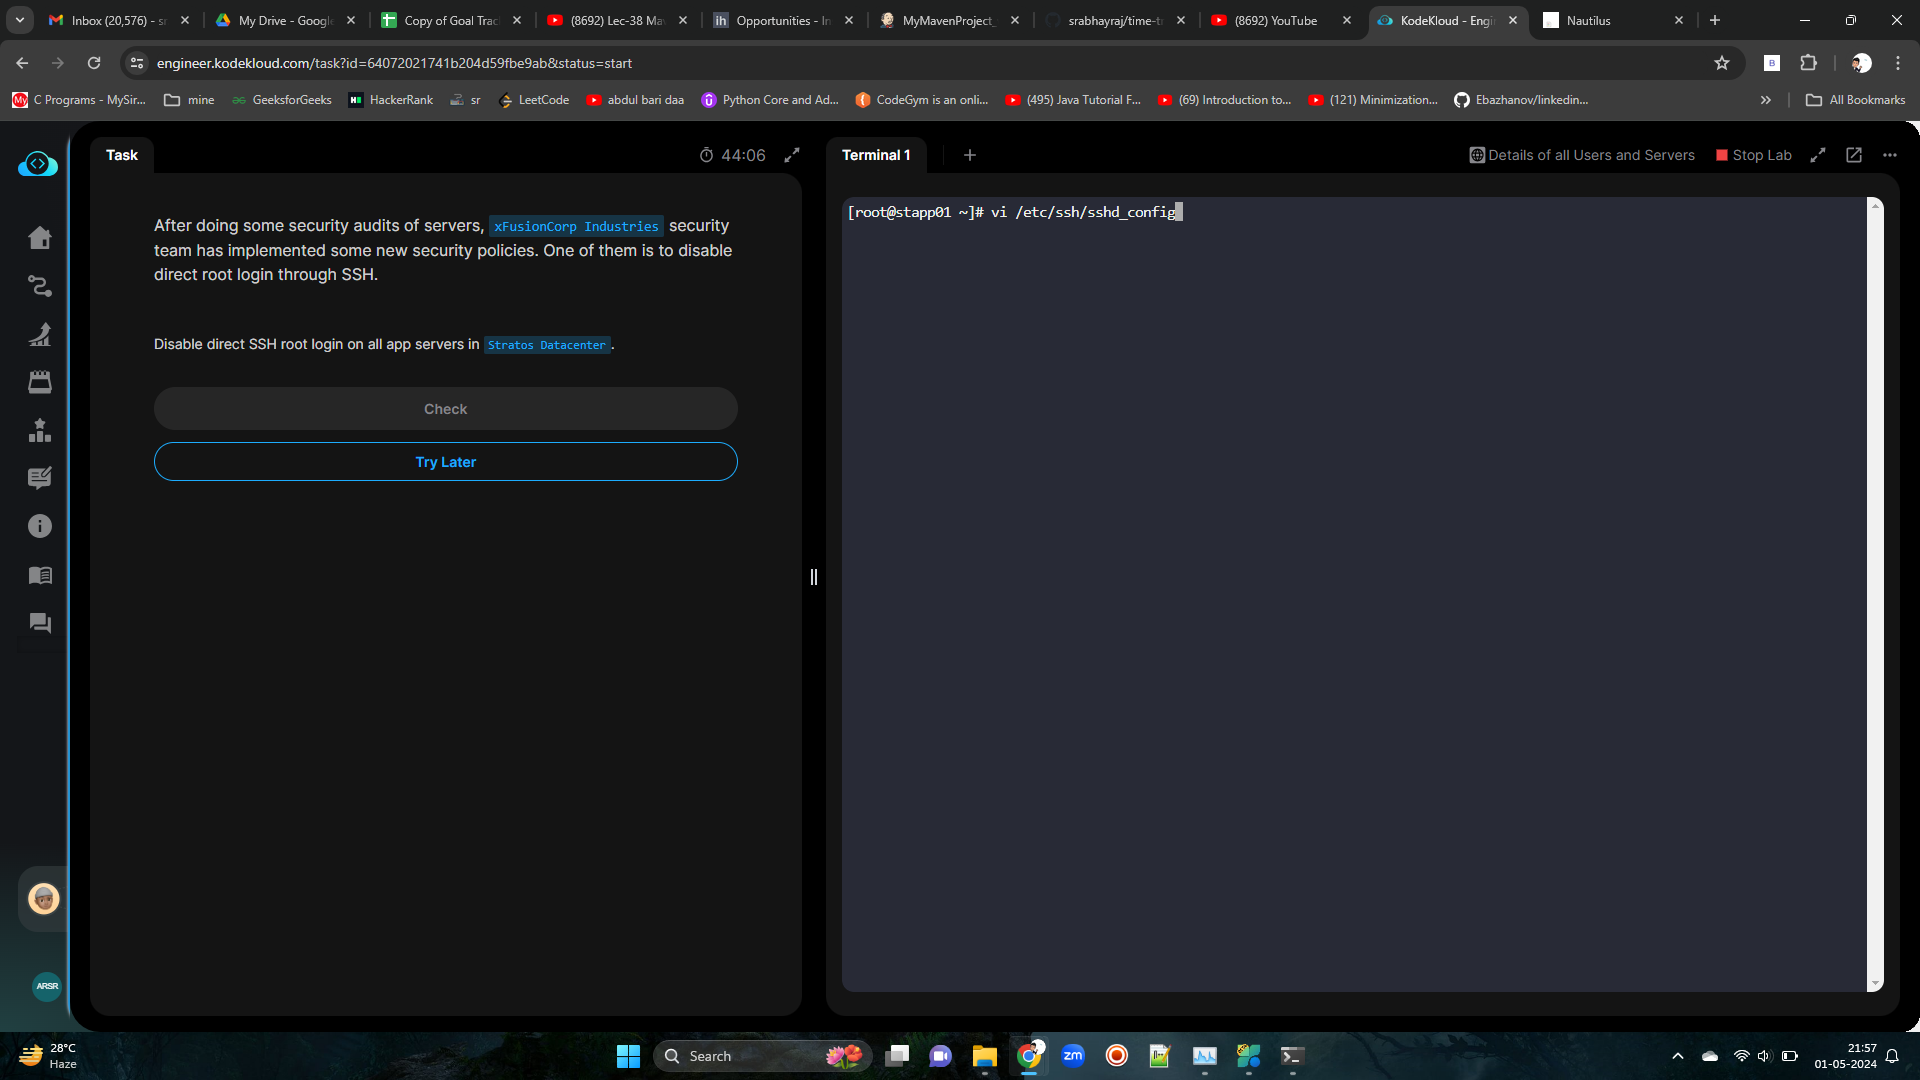 Inbox (20,576) - sr
My Drive - Google
Copy of Goal Trac
(8692) Lec-38 Ma
ih
Opportunities - In
MyMavenProject_
srabhayraj/time-t
(8692) YouTube
KodeKloud - Engi
Nautilus
engineer.kodekloud.com/task?id=64072021741b204d59fbe9ab&status=start
B
My
C Programs - MySir...
mine
GeeksforGeeks
HackerRank
sr
LeetCode
abdul bari daa
Python Core and Ad...
CodeGym is an onli...
(495) Java Tutorial F...
(69) Introduction to...
(121) Minimization...
Ebazhanov/linkedin...
All Bookmarks
Task
44:06
Terminal 1
Details of all Users and Servers
Stop Lab
After doing some security audits of servers, xFusionCorp Industries security
team has implemented some new security policies. One of them is to disable
direct root login through SSH.
Disable direct SSH root login on all app servers in Stratos Datacenter.
Check
Try Later
[root@stapp01 ~]# vi /etc/ssh/sshd_config
ARSR
28°C
Haze
Search
zm
21:57
01-05-2024